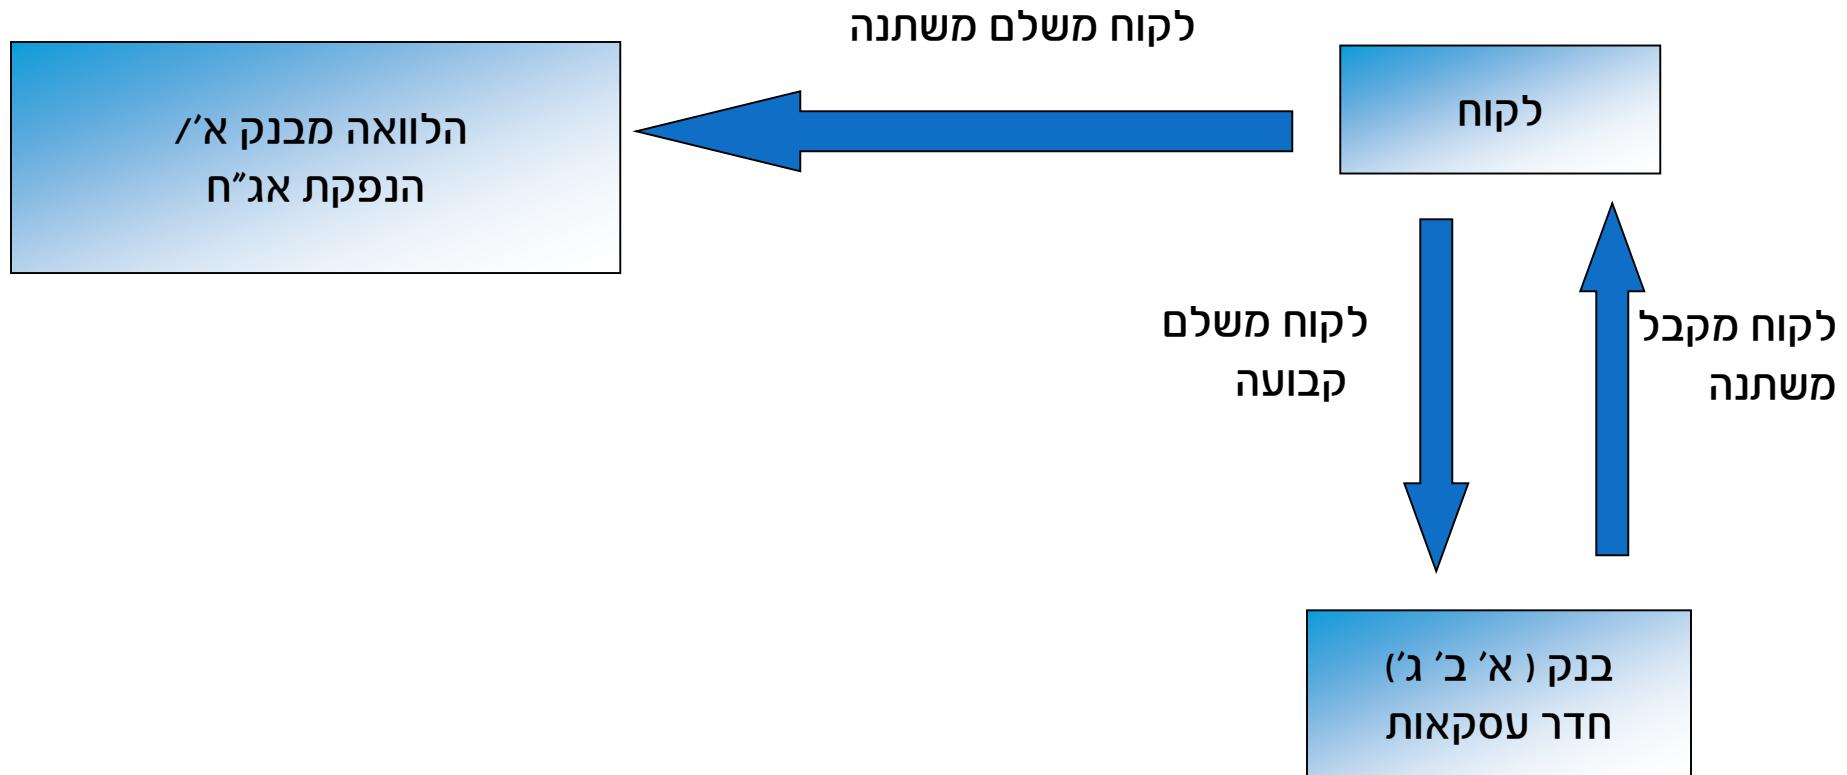 לקוח משלם משתנה
לקוח
הלוואה מבנק א'/
הנפקת אג"ח
לקוח מקבל
משתנה
לקוח משלם
קבועה
בנק ( א' ב' ג')
חדר עסקאות